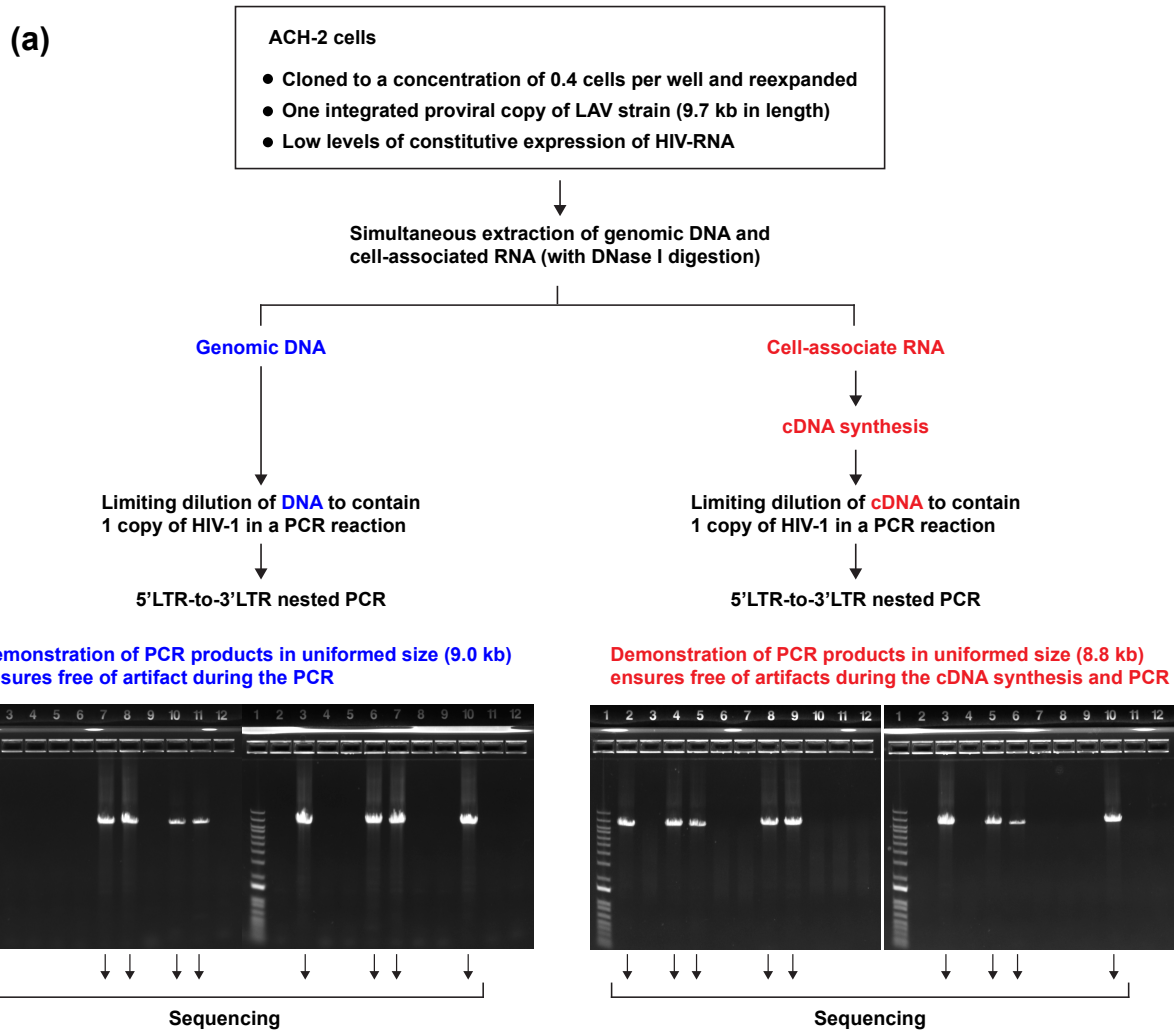 (a)
ACH-2 cells
● Cloned to a concentration of 0.4 cells per well and reexpanded
● One integrated proviral copy of LAV strain (9.7 kb in length)
● Low levels of constitutive expression of HIV-RNA
Simultaneous extraction of genomic DNA and
cell-associated RNA (with DNase I digestion)
Genomic DNA
Cell-associate RNA
cDNA synthesis
Limiting dilution of DNA to contain
1 copy of HIV-1 in a PCR reaction
Limiting dilution of cDNA to contain
1 copy of HIV-1 in a PCR reaction
5’LTR-to-3’LTR nested PCR
5’LTR-to-3’LTR nested PCR
emonstration of PCR products in uniformed size (9.0 kb)
sures free of artifact during the PCR
Demonstration of PCR products in uniformed size (8.8 kb)
ensures free of artifacts during the cDNA synthesis and PCR
3 4 5 6 7 8 9 10 11 12
1 2 3 4 5 6 7 8 9 10 11 12
1 2 3 4 5 6 7 8 9 10 11 12
1 2 3 4 5 6 7 8 9 10 11 12
Sequencing
Sequencing